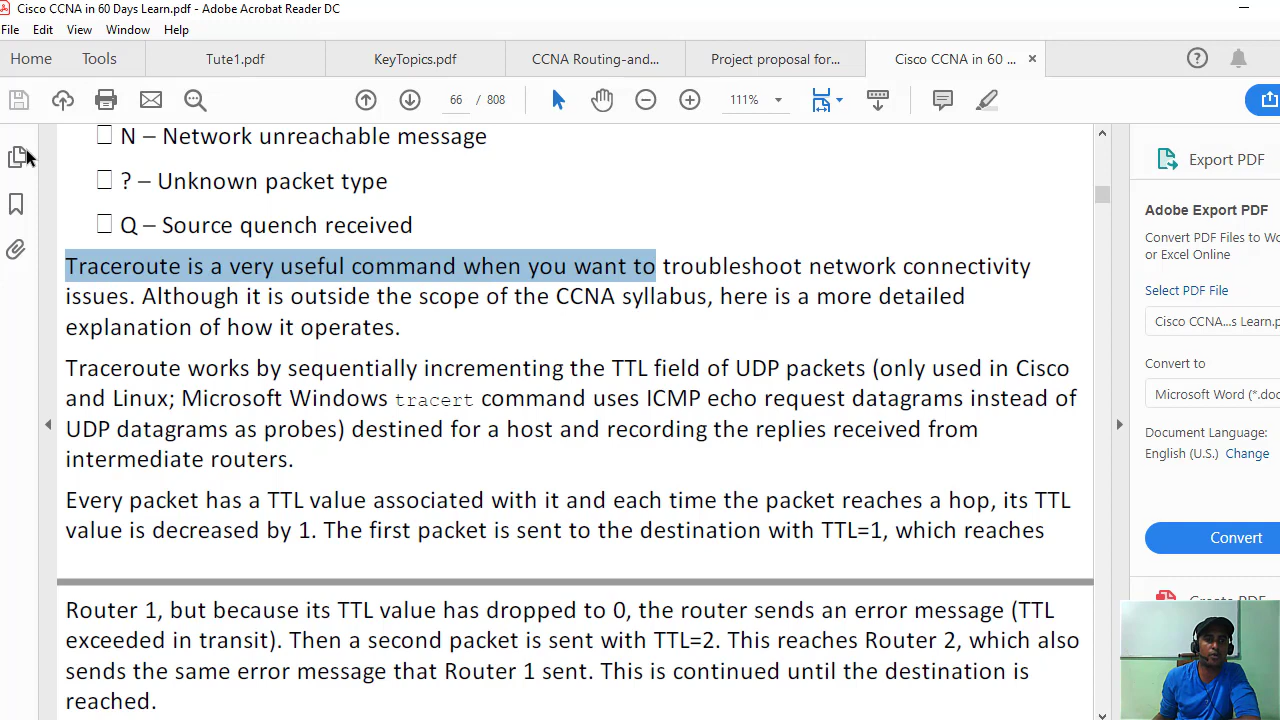 Cisco CCNA in 60 Days Learn.pdf - Adobe Acrobat Reader DC
File Edit View Window Help
Home Tools Tute1.pdf KeyTopics.pdf CCNA Routing-and... Project proposal for... Cisco CCNA in 60 ...
66 / 808 111%
N – Network unreachable message
? – Unknown packet type
Q – Source quench received
Traceroute is a very useful command when you want to troubleshoot network connectivity
issues. Although it is outside the scope of the CCNA syllabus, here is a more detailed
explanation of how it operates.
Traceroute works by sequentially incrementing the TTL field of UDP packets (only used in Cisco
and Linux; Microsoft Windows tracert command uses ICMP echo request datagrams instead of
UDP datagrams as probes) destined for a host and recording the replies received from
intermediate routers.
Every packet has a TTL value associated with it and each time the packet reaches a hop, its TTL
value is decreased by 1. The first packet is sent to the destination with TTL=1, which reaches
Router 1, but because its TTL value has dropped to 0, the router sends an error message (TTL
exceeded in transit). Then a second packet is sent with TTL=2. This reaches Router 2, which also
sends the same error message that Router 1 sent. This is continued until the destination is
reached.
Export PDF
Adobe Export PDF
Convert PDF Files to Wo
or Excel Online
Select PDF File
Cisco CCNA...s Learn.p
Convert to
Microsoft Word (*.doc
Document Language:
English (U.S.) Change
Convert